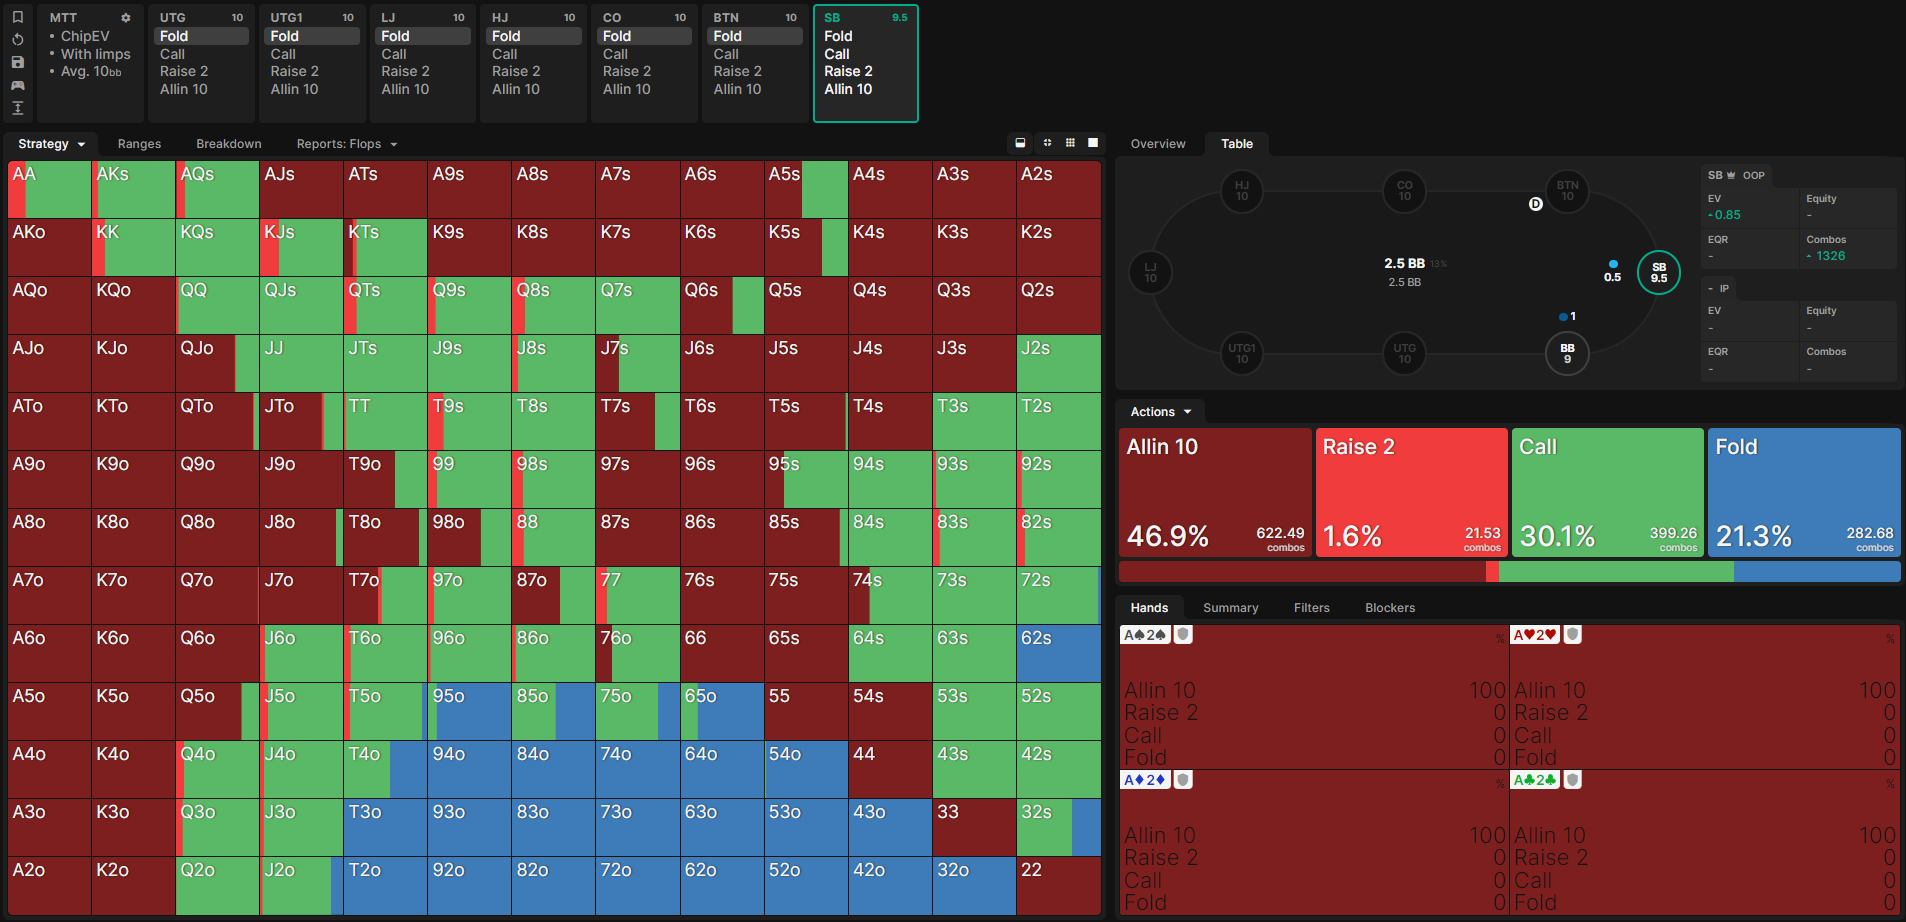 MTT
• ChipEV
• With limps
• Avg. 10bb
UTG 10
Fold
Call
Raise 2
Allin 10
UTG1 10
Fold
Call
Raise 2
Allin 10
LJ 10
Fold
Call
Raise 2
Allin 10
HJ 10
Fold
Call
Raise 2
Allin 10
CO 10
Fold
Call
Raise 2
Allin 10
BTN 10
Fold
Call
Raise 2
Allin 10
SB 9.5
Fold
Call
Raise 2
Allin 10
Strategy Ranges Breakdown Reports: Flops
AA AKs AQs AJs ATs A9s A8s A7s A6s A5s A4s A3s A2s
AKo KK KQs KJs KTs K9s K8s K7s K6s K5s K4s K3s K2s
AQo KQo QQ QJs QTs Q9s Q8s Q7s Q6s Q5s Q4s Q3s Q2s
AJo KJo QJo JJ JTs J9s J8s J7s J6s J5s J4s J3s J2s
ATo KTo QTo JTo TT T9s T8s T7s T6s T5s T4s T3s T2s
A9o K9o Q9o J9o T9o 99 98s 97s 96s 95s 94s 93s 92s
A8o K8o Q8o J8o T8o 98o 88 87s 86s 85s 84s 83s 82s
A7o K7o Q7o J7o T7o 97o 87o 77 76s 75s 74s 73s 72s
A6o K6o Q6o J6o T6o 96o 86o 76o 66 65s 64s 63s 62s
A5o K5o Q5o J5o T5o 95o 85o 75o 65o 55 54s 53s 52s
A4o K4o Q4o J4o T4o 94o 84o 74o 64o 54o 44 43s 42s
A3o K3o Q3o J3o T3o 93o 83o 73o 63o 53o 43o 33 32s
A2o K2o Q2o J2o T2o 92o 82o 72o 62o 52o 42o 32o 22
Overview Table
HJ
10
CO
10
BTN
10
D
LJ
10
2.5 BB 13%
2.5 BB
0.5
SB
9.5
1
UTG1
10
UTG
10
BB
9
SB OOP
EV Equity
-0.85 -
EQR Combos
- 1326
- IP
EV Equity
- -
EQR Combos
- -
Actions
Allin 10
46.9% 622.49
combos
Raise 2
1.6% 21.53
combos
Call
30.1% 399.26
combos
Fold
21.3% 282.68
combos
Hands Summary Filters Blockers
A♠2♠ %
Allin 10 100
Raise 2 0
Call 0
Fold 0
A♥2♥ %
Allin 10 100
Raise 2 0
Call 0
Fold 0
A♦2♦ %
Allin 10 100
Raise 2 0
Call 0
Fold 0
A♣2♣ %
Allin 10 100
Raise 2 0
Call 0
Fold 0